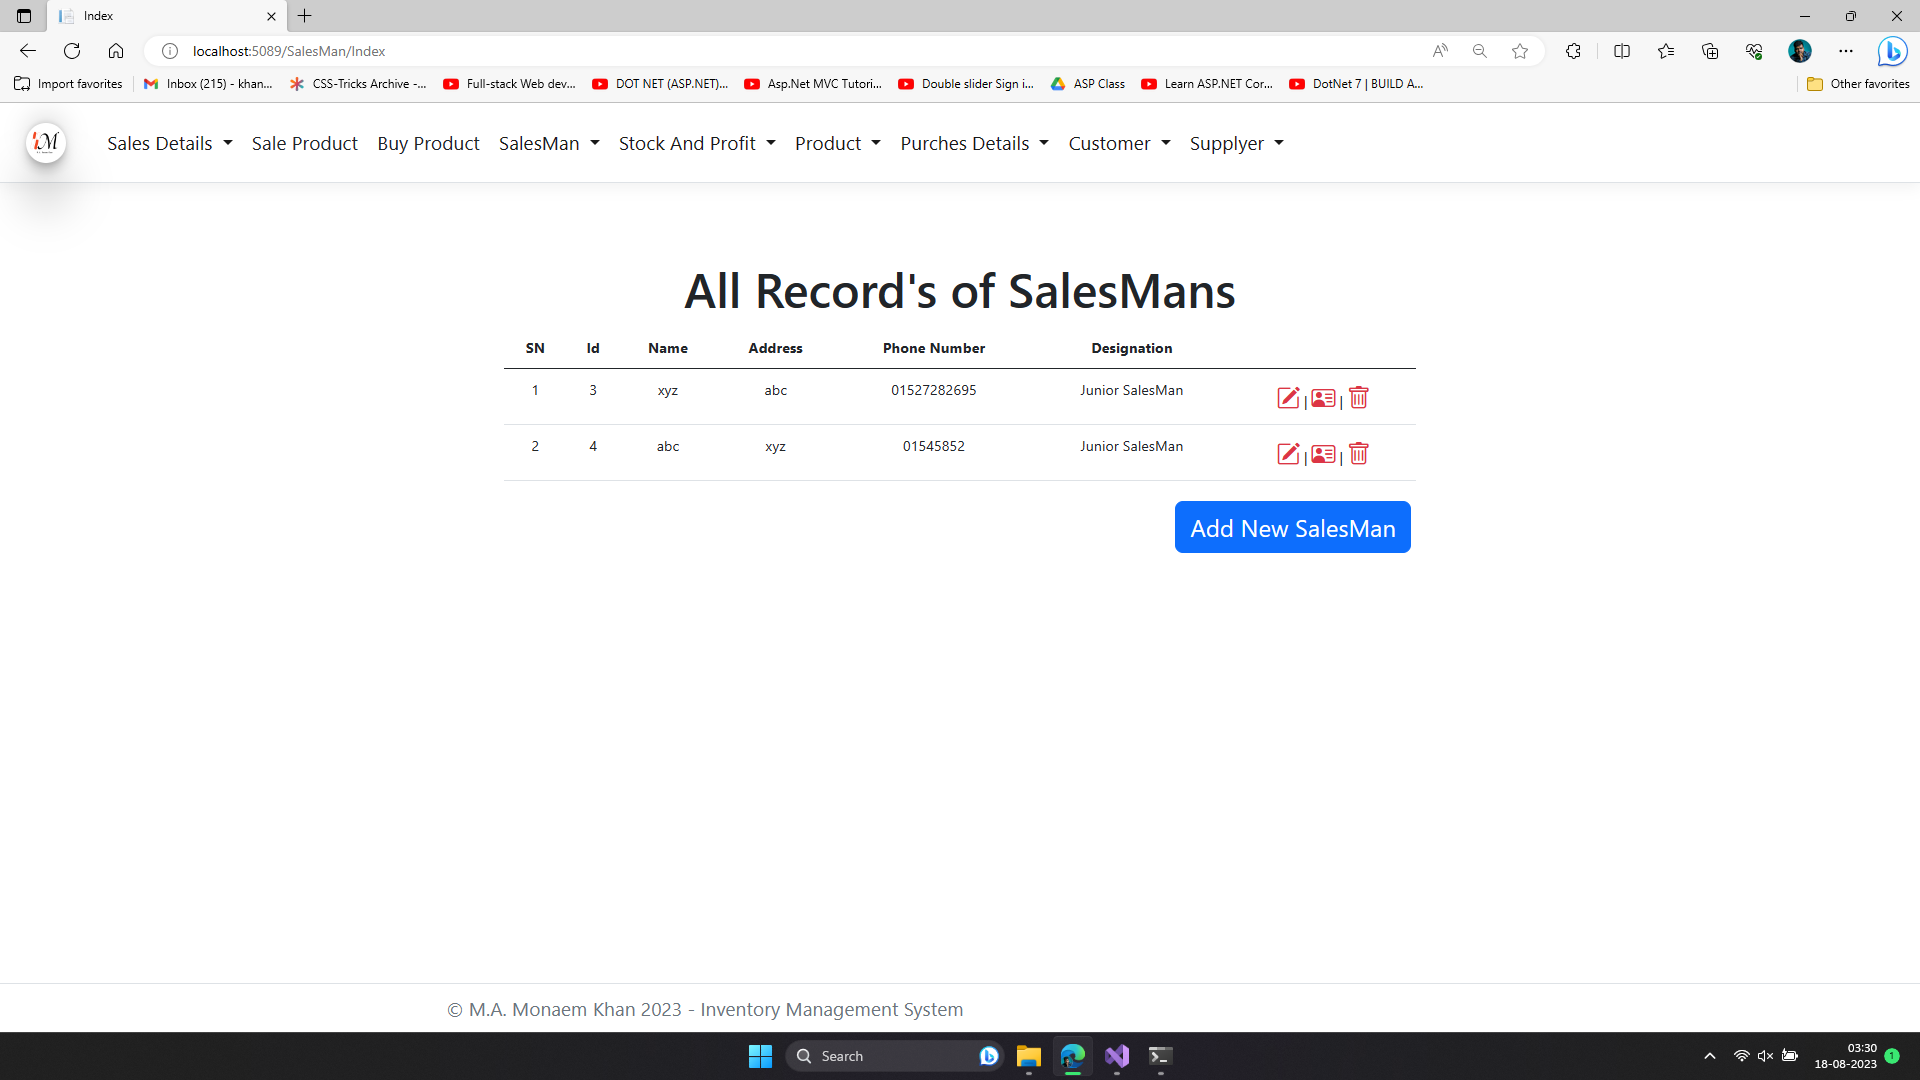 Index
localhost:5089/SalesMan/Index
Import favorites
Inbox (215) - khan...
CSS-Tricks Archive -...
Full-stack Web dev...
DOT NET (ASP.NET)...
Asp.Net MVC Tutori...
Double slider Sign i...
ASP Class
Learn ASP.NET Cor...
DotNet 7 | BUILD A...
Other favorites
Sales Details Sale Product Buy Product SalesMan Stock And Profit Product Purches Details Customer Supplyer
All Record's of SalesMans
SN Id Name Address Phone Number Designation
1 3 xyz abc 01527282695 Junior SalesMan | |
2 4 abc xyz 01545852 Junior SalesMan | |
Add New SalesMan
© M.A. Monaem Khan 2023 - Inventory Management System
Search
03:30
18-08-2023
1